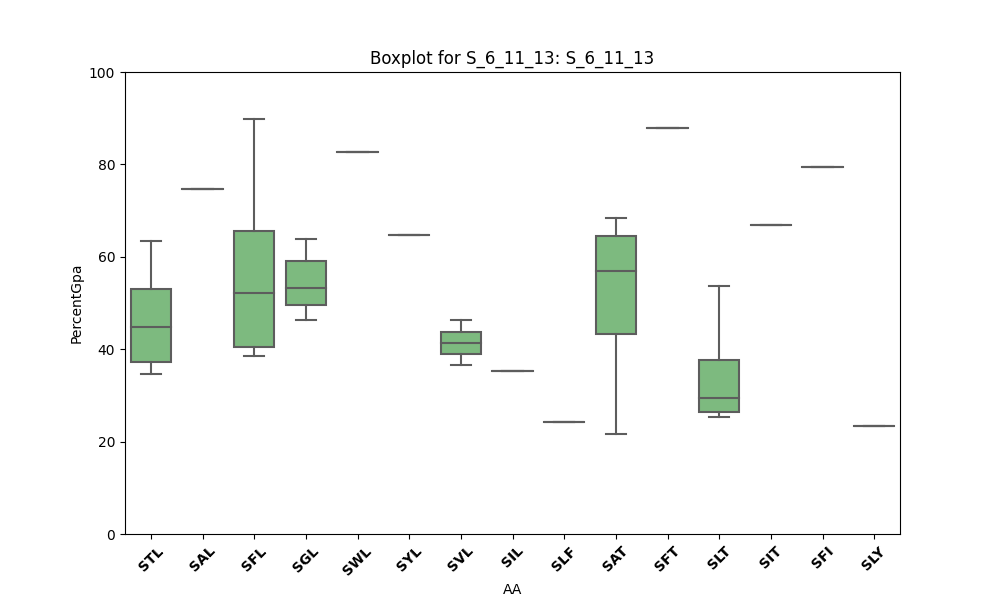 Boxplot for S_6_11_13: S_6_11_13
100
80
60
40
20
0
PercentGpa
STL SAL SFL SGL SWL SYL SVL SIL SLF SAT SFT SLT SIT SFI SLY
AA